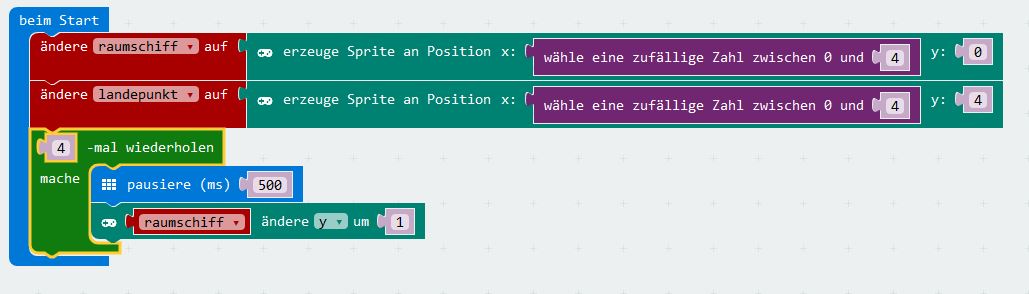 beim Start
ändere raumschiff auf erzeuge Sprite an Position x: wähle eine zufällige Zahl zwischen 0 und 4 y: 0
ändere landepunkt auf erzeuge Sprite an Position x: wähle eine zufällige Zahl zwischen 0 und 4 y: 4
4 -mal wiederholen
mache
pausiere (ms) 500
raumschiff ändere y um 1